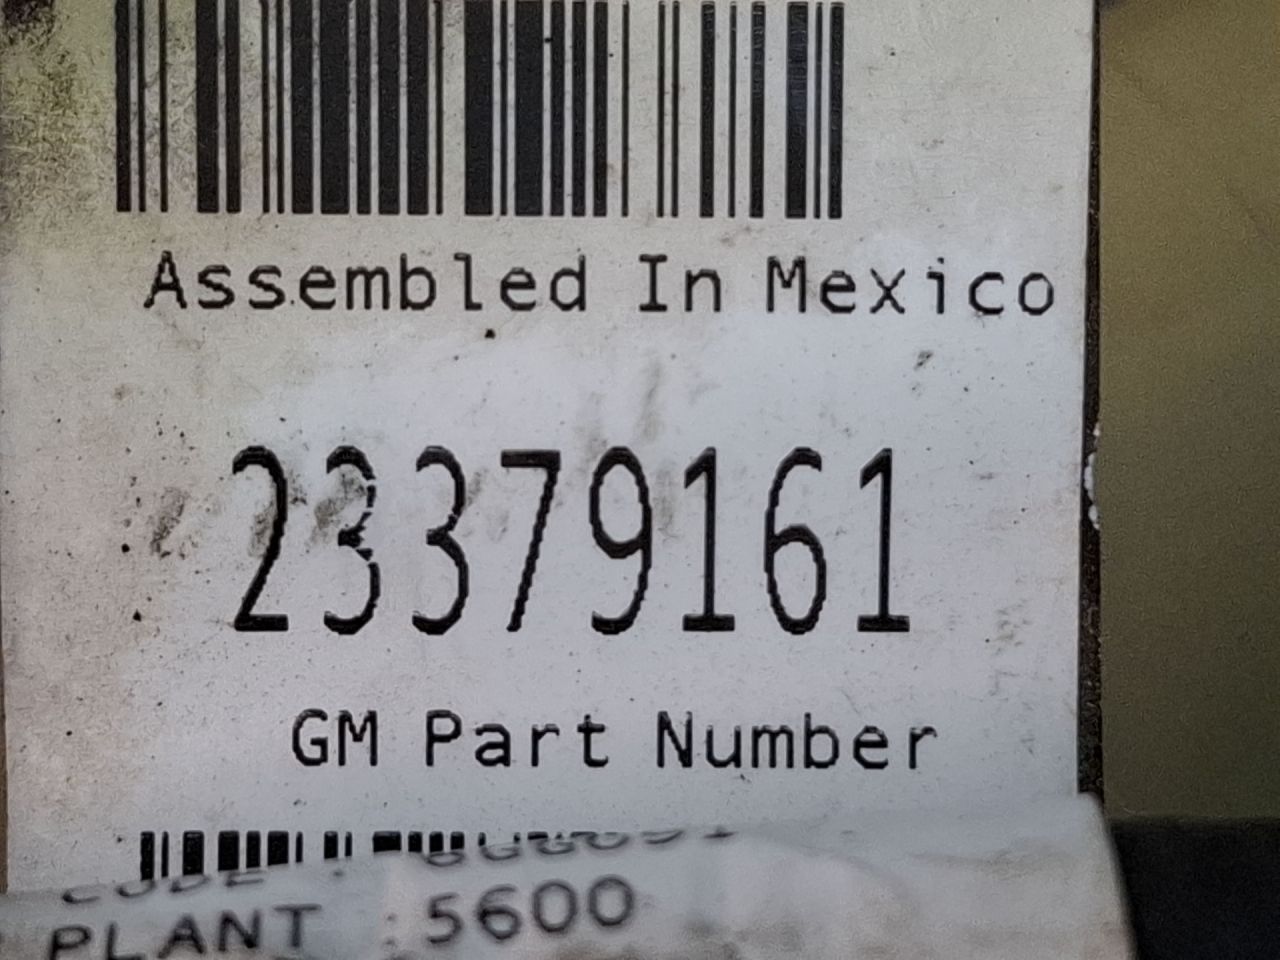 Assembled In Mexico
23379161
GM Part Number
PLANT : 5600